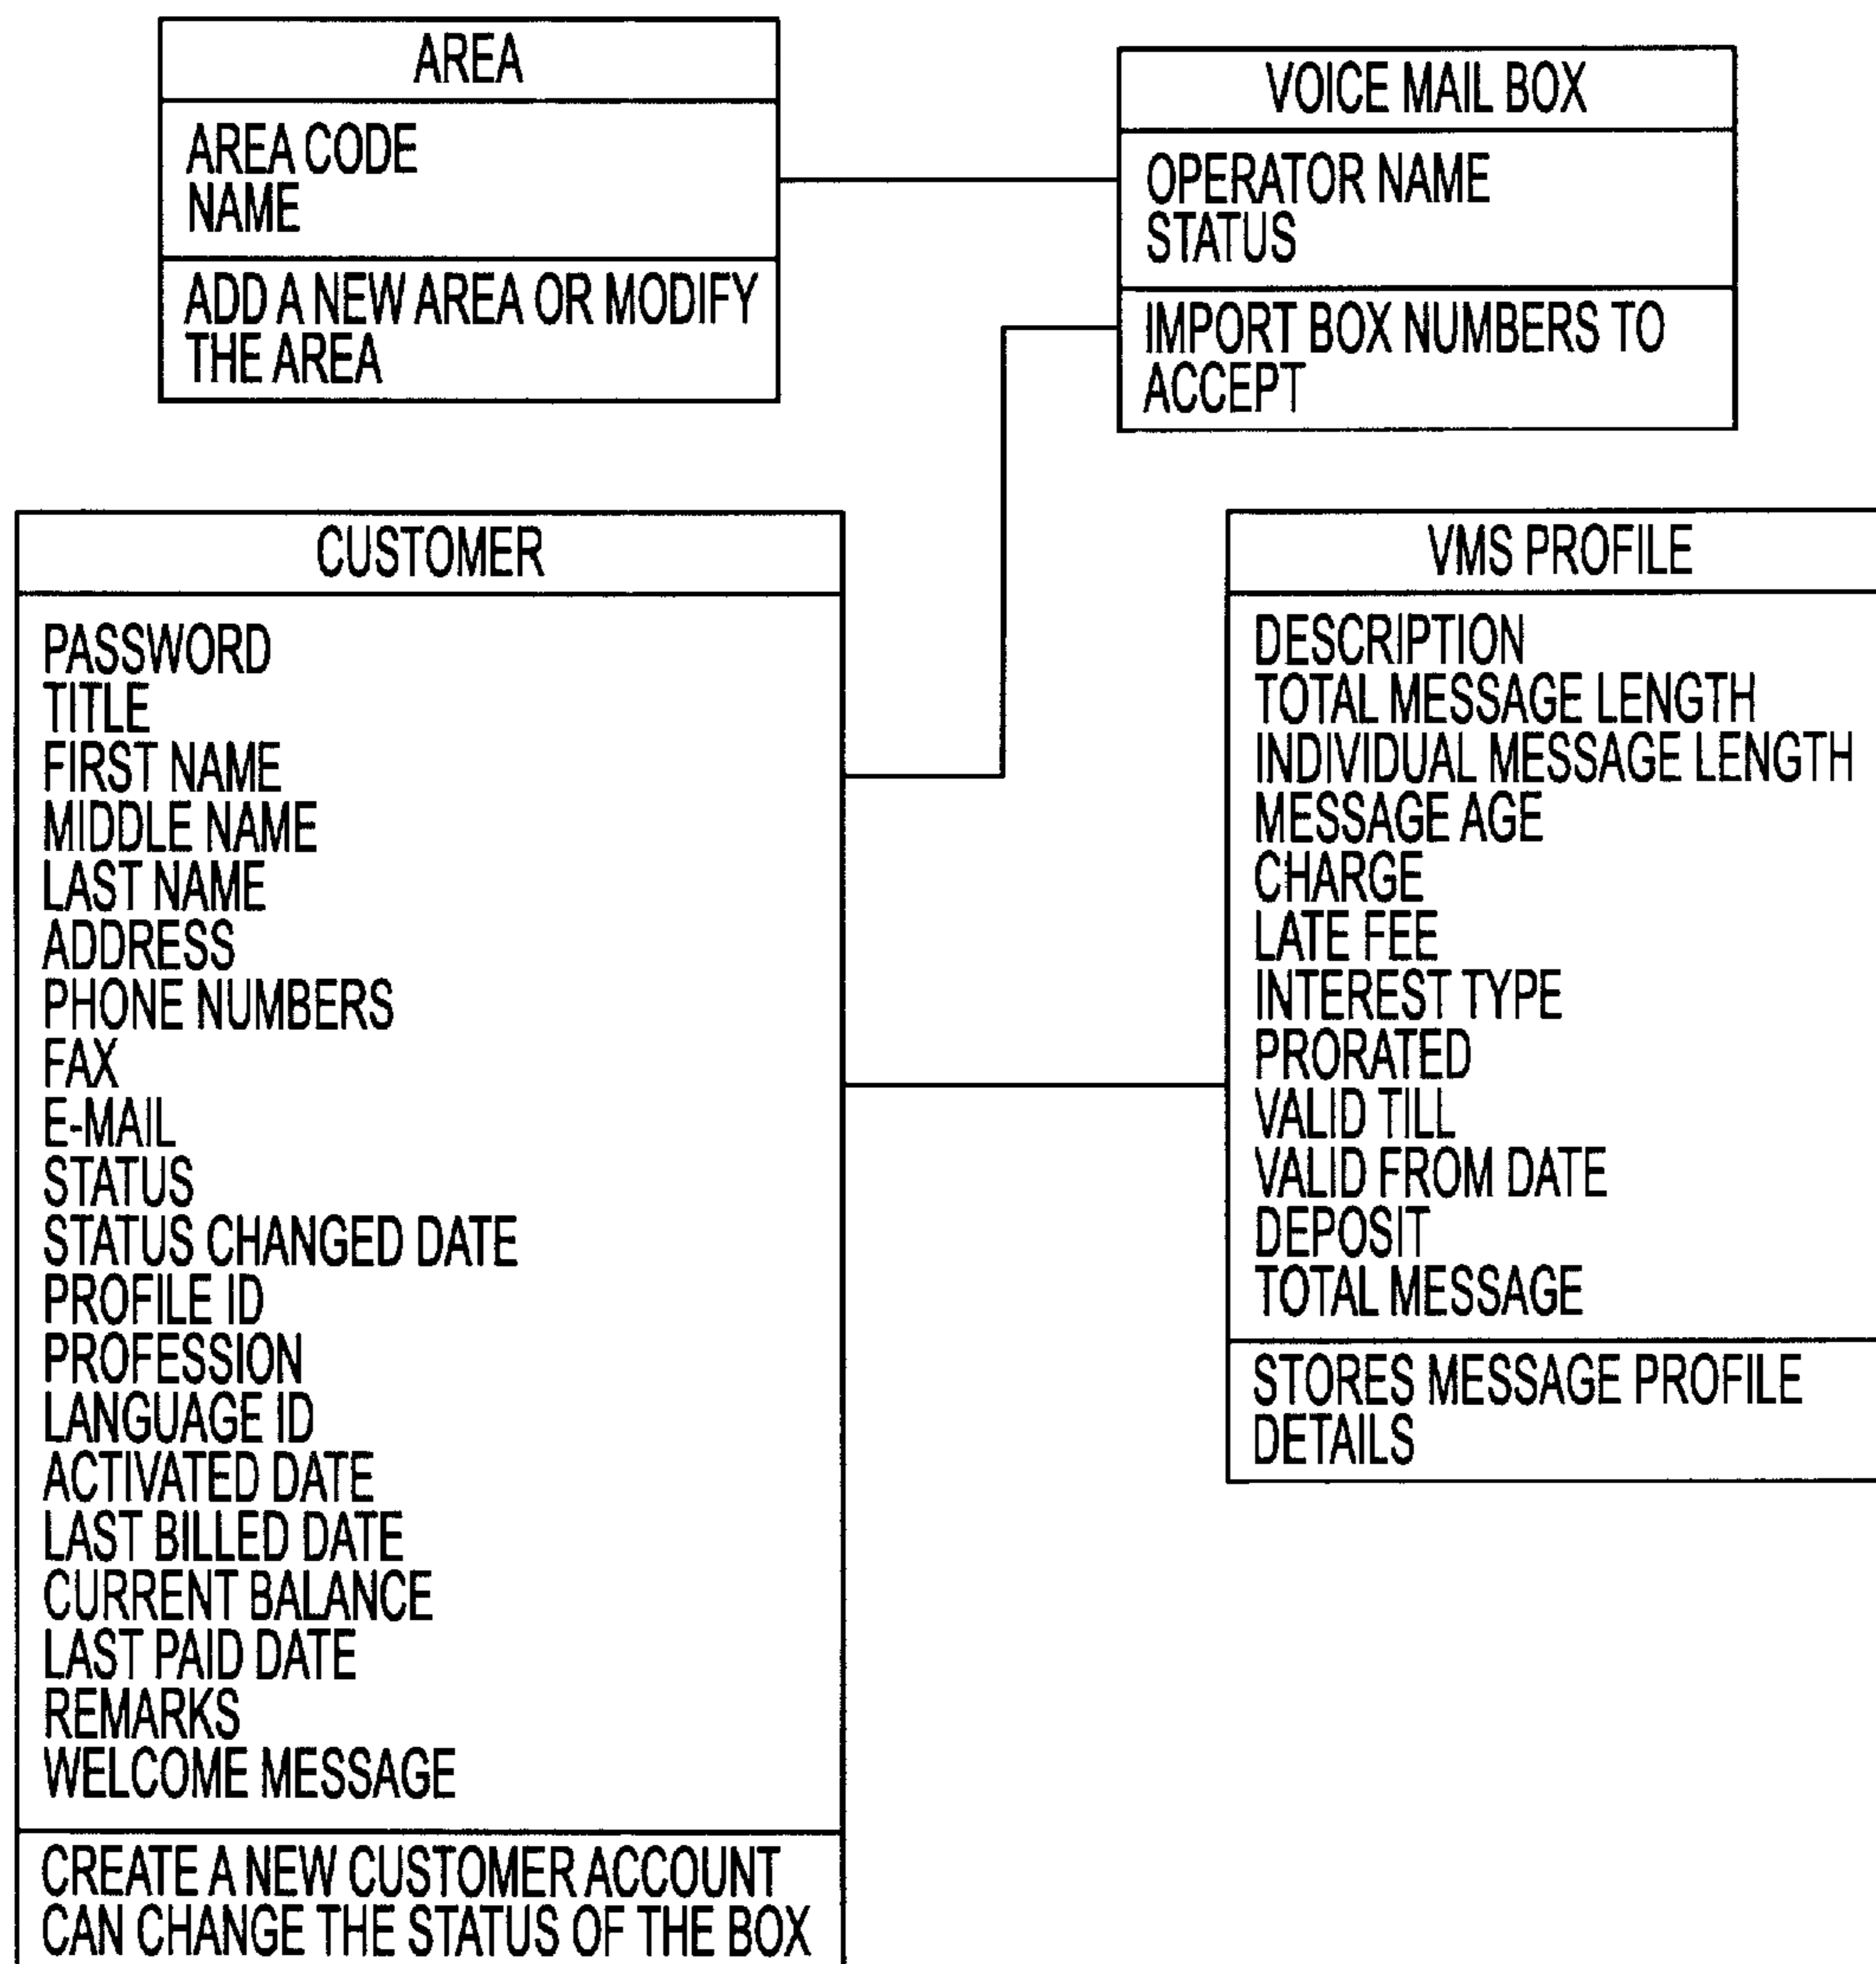 AREA
AREA CODE
NAME
ADD A NEW AREA OR MODIFY
THE AREA
VOICE MAIL BOX
OPERATOR NAME
STATUS
IMPORT BOX NUMBERS TO
ACCEPT
CUSTOMER
PASSWORD
TITLE
FIRST NAME
MIDDLE NAME
LAST NAME
ADDRESS
PHONE NUMBERS
FAX
E-MAIL
STATUS
STATUS CHANGED DATE
PROFILE ID
PROFESSION
LANGUAGE ID
ACTIVATED DATE
LAST BILLED DATE
CURRENT BALANCE
LAST PAID DATE
REMARKS
WELCOME MESSAGE
CREATE A NEW CUSTOMER ACCOUNT
CAN CHANGE THE STATUS OF THE BOX
VMS PROFILE
DESCRIPTION
TOTAL MESSAGE LENGTH
INDIVIDUAL MESSAGE LENGTH
MESSAGE AGE
CHARGE
LATE FEE
INTEREST TYPE
PRORATED
VALID TILL
VALID FROM DATE
DEPOSIT
TOTAL MESSAGE
STORES MESSAGE PROFILE
DETAILS